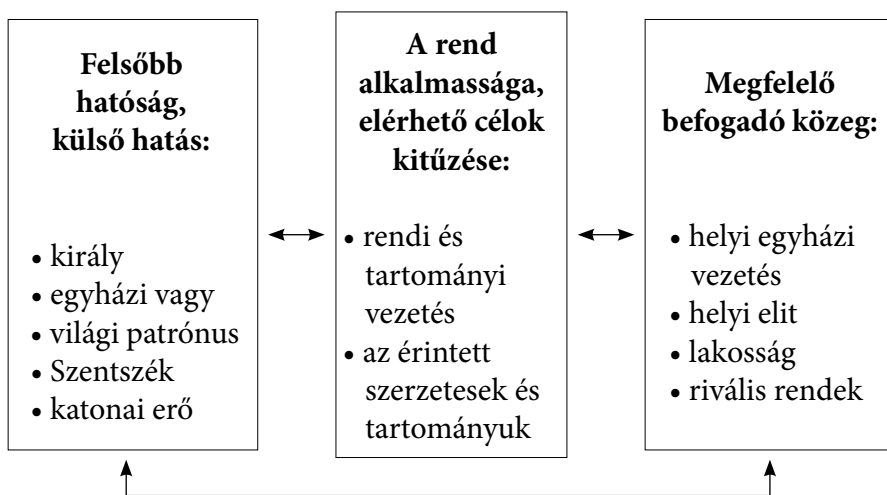 Felsőbb
hatóság,
külső hatás:
• király
• egyházi vagy
• világi patrónus
• Szentszék
• katonai erő
A rend
alkalmassága,
elérhető célok
kitűzése:
• rendi és
tartományi
vezetés
• az érintett
szerzetesek és
tartományuk
Megfelelő
befogadó közeg:
• helyi egyházi
vezetés
• helyi elit
• lakosság
• rivális rendek